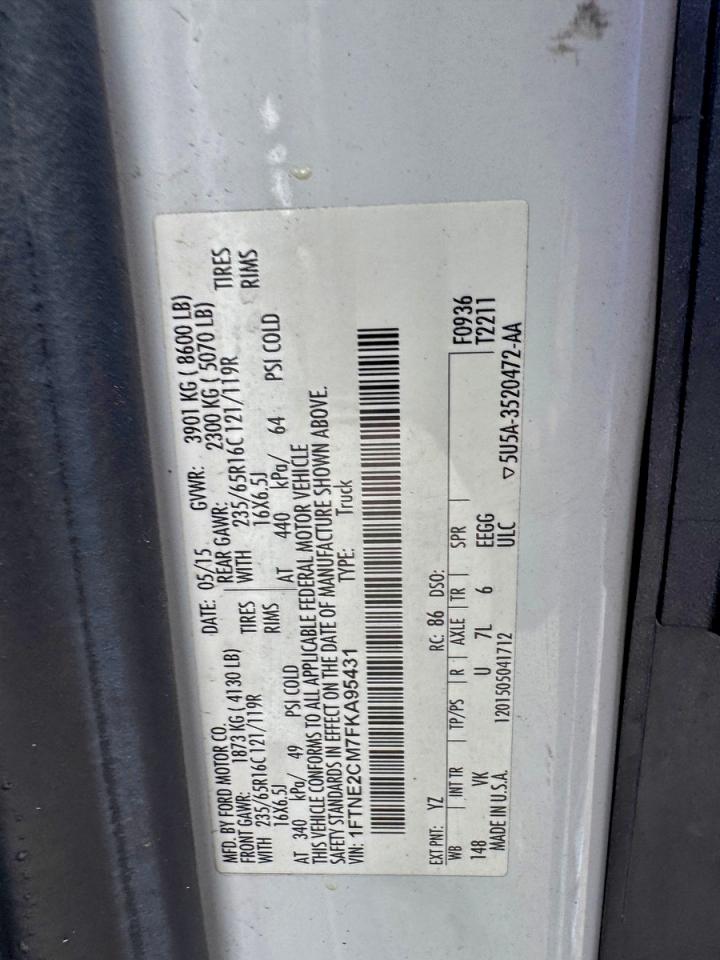 MFD. BY FORD MOTOR CO.
DATE: 05/15 GVWR: 3901 KG ( 8600 LB)
FRONT GAWR: 1873 KG ( 4130 LB) REAR GAWR: 2300 KG ( 5070 LB)
WITH 235/65R16C 121/119R TIRES WITH 235/65R16C 121/119R TIRES
16X6.5J RIMS 16X6.5J RIMS
AT 340 kPa/ 49 PSI COLD AT 440 kPa/ 64 PSI COLD
THIS VEHICLE CONFORMS TO ALL APPLICABLE FEDERAL MOTOR VEHICLE
SAFETY STANDARDS IN EFFECT ON THE DATE OF MANUFACTURE SHOWN ABOVE.
VIN: 1FTNE2CM7FKA95431 TYPE: Truck
EXT PNT: YZ RC: 86 DSO: F0936
WB INT TR TP/PS R AXLE TR SPR T2211
148 VK U 7L 6 EEGG
MADE IN U.S.A. 1201505041712 ULC ▽ 5U5A-3520472-AA